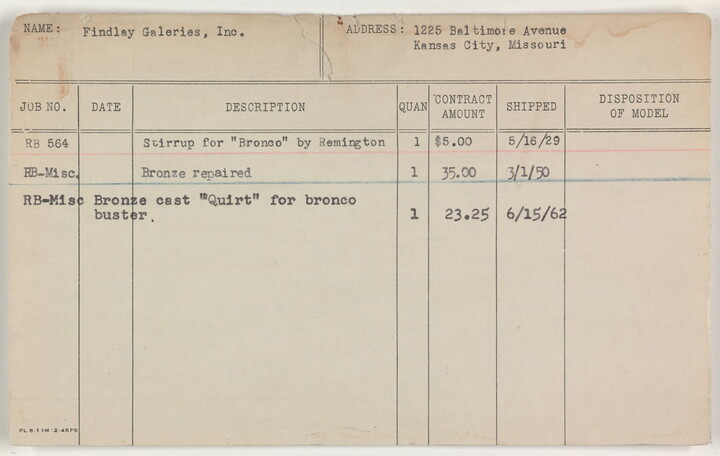 NAME: Findlay Galeries, Inc. ADDRESS: 1225 Baltimore Avenue
Kansas City, Missouri
JOB NO. DATE DESCRIPTION QUAN CONTRACT AMOUNT SHIPPED DISPOSITION OF MODEL
RB 564 Stirrup for "Bronco" by Remington 1 $5.00 5/16/29
RB-Misc. Bronze repaired 1 35.00 3/1/50
RB-Misc Bronze cast "Quirt" for bronco
buster. 1 23.25 6/15/62